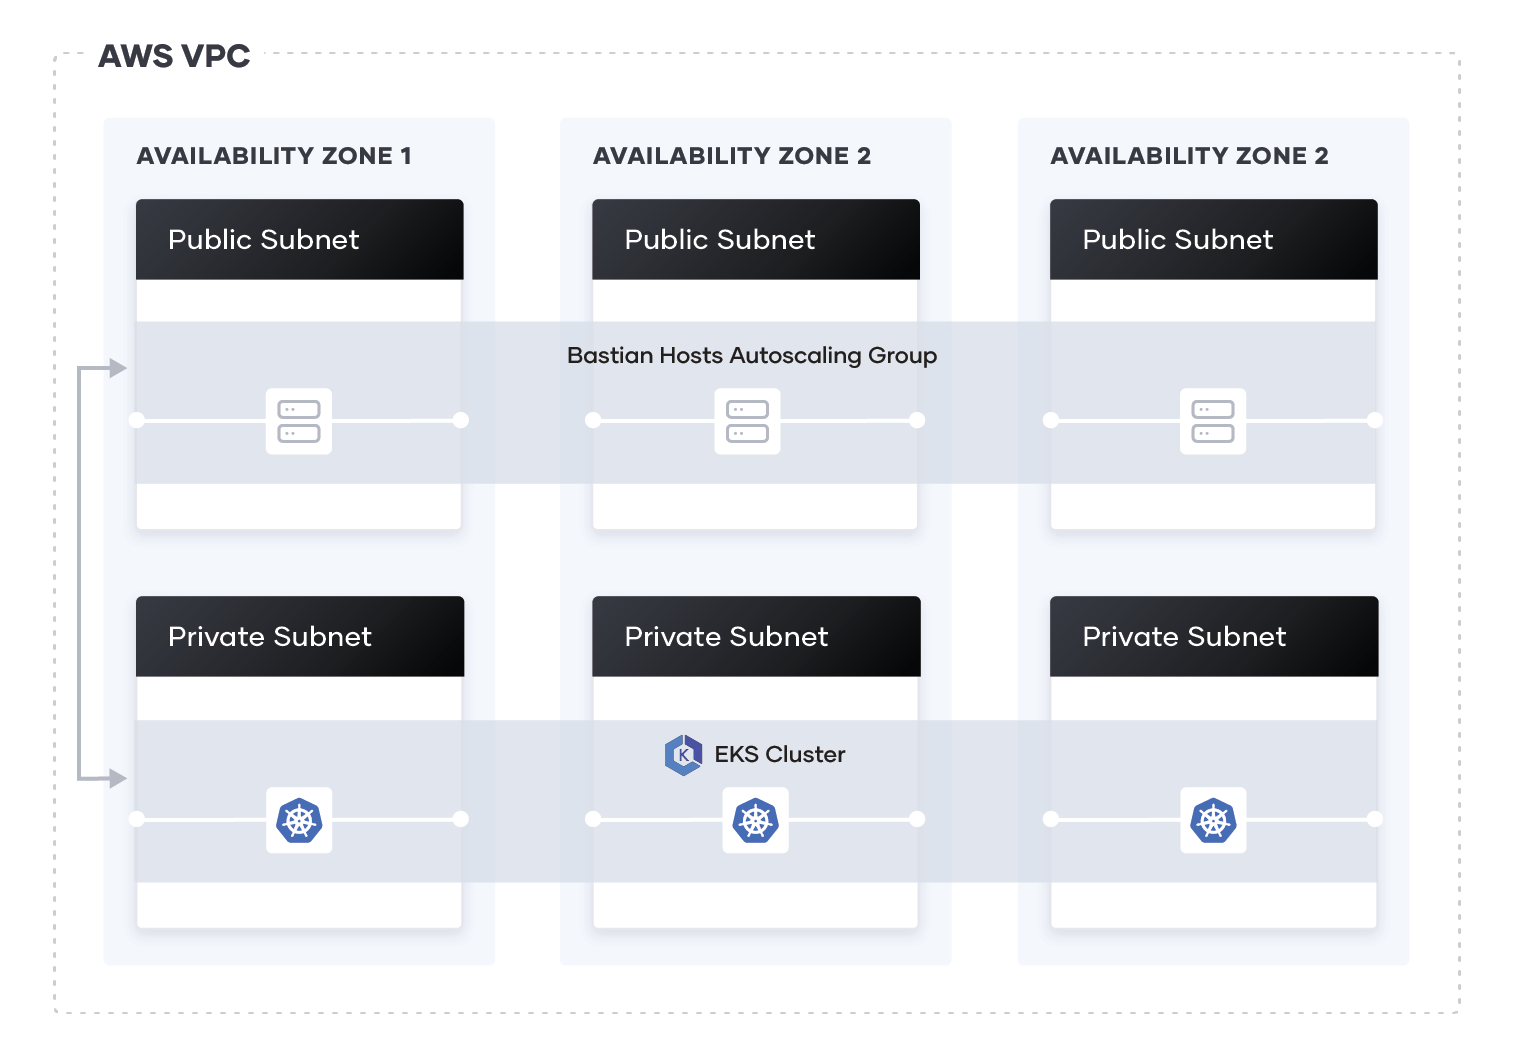 AWS VPC
AVAILABILITY ZONE 1
AVAILABILITY ZONE 2
AVAILABILITY ZONE 2
Public Subnet
Public Subnet
Public Subnet
Bastian Hosts Autoscaling Group
Private Subnet
Private Subnet
Private Subnet
K
EKS Cluster